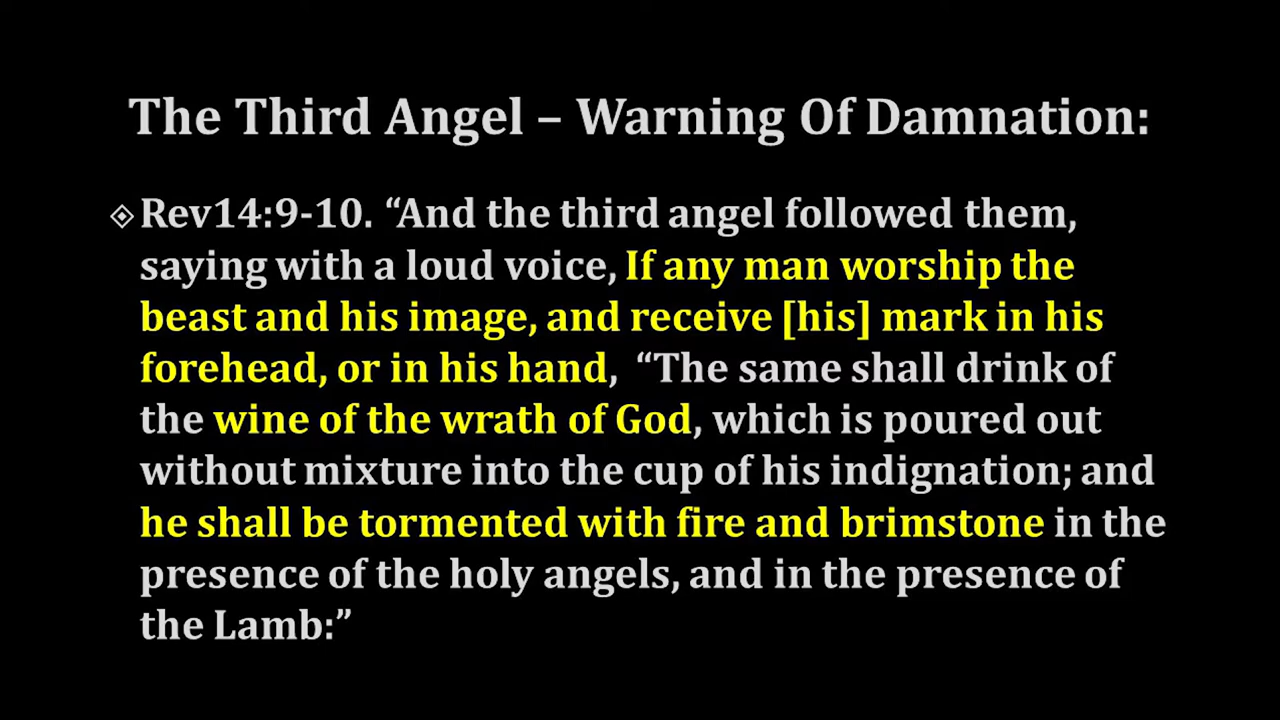 The Third Angel – Warning Of Damnation:
Rev14:9-10. “And the third angel followed them,
saying with a loud voice, If any man worship the
beast and his image, and receive [his] mark in his
forehead, or in his hand, “The same shall drink of
the wine of the wrath of God, which is poured out
without mixture into the cup of his indignation; and
he shall be tormented with fire and brimstone in the
presence of the holy angels, and in the presence of
the Lamb:”